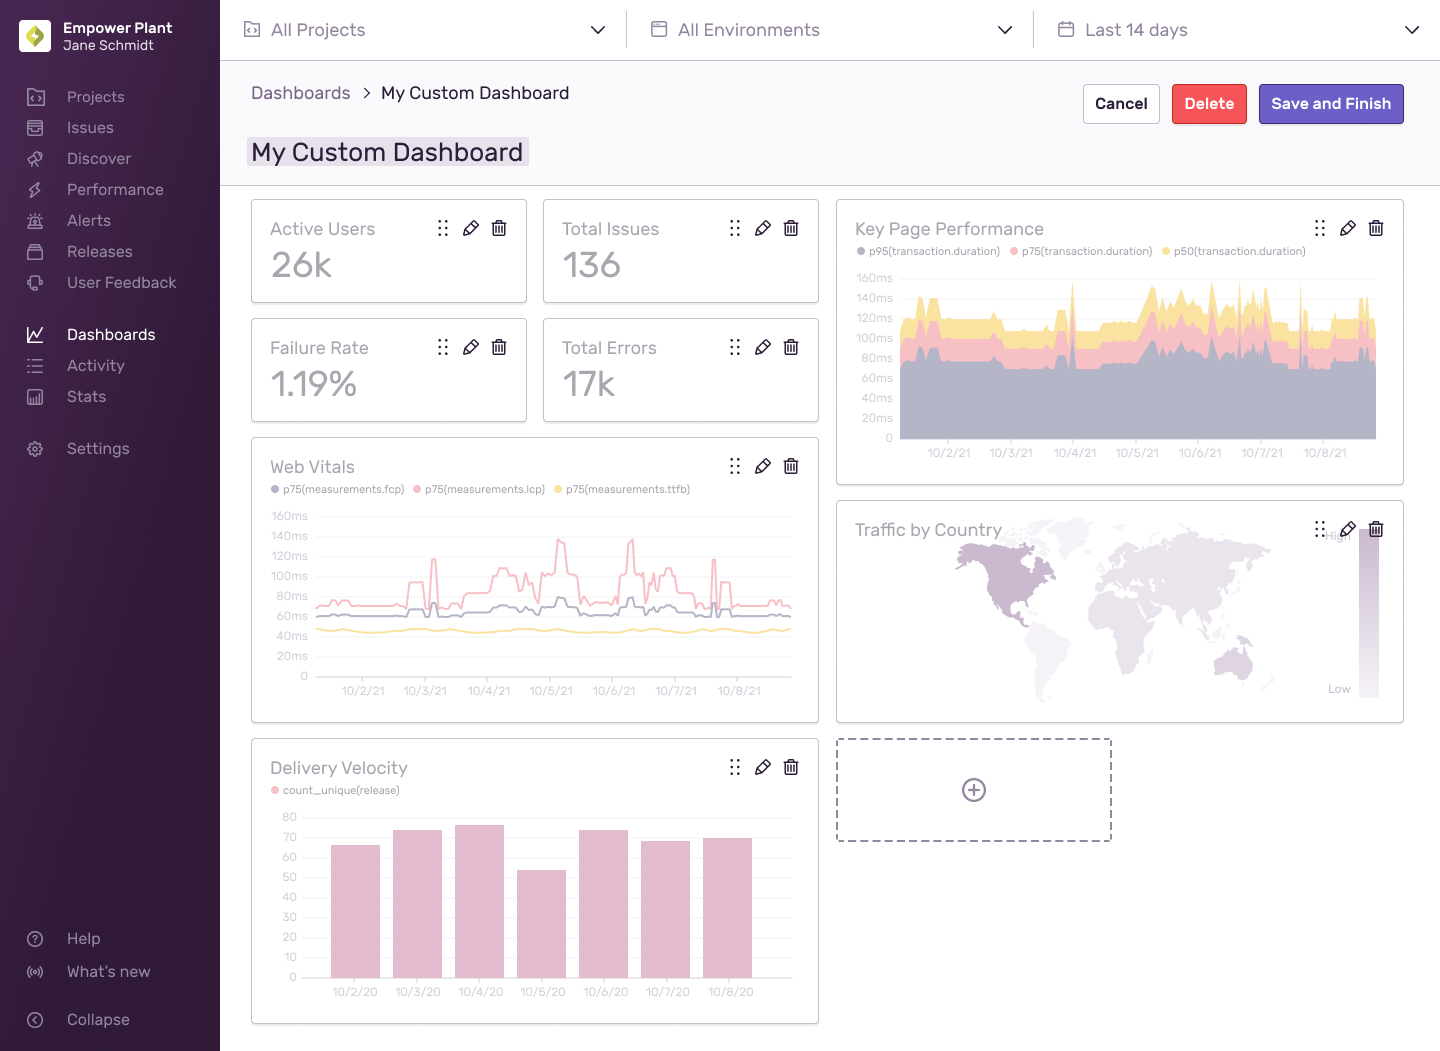 Empower Plant
Jane Schmidt
Projects
Issues
Discover
Performance
Alerts
Releases
User Feedback
Dashboards
Activity
Stats
Settings
Help
What's new
Collapse
All Projects
All Environments
Last 14 days
Dashboards > My Custom Dashboard
Cancel
Delete
Save and Finish
My Custom Dashboard
Active Users
26k
Total Issues
136
Failure Rate
1.19%
Total Errors
17k
Key Page Performance
p95(transaction.duration) p75(transaction.duration) p50(transaction.duration)
160ms
140ms
120ms
100ms
80ms
60ms
40ms
20ms
0
10/2/21 10/3/21 10/4/21 10/5/21 10/6/21 10/7/21 10/8/21
Web Vitals
p75(measurements.fcp) p75(measurements.lcp) p75(measurements.ttfb)
160ms
140ms
120ms
100ms
80ms
60ms
40ms
20ms
0
10/2/21 10/3/21 10/4/21 10/5/21 10/6/21 10/7/21 10/8/21
Traffic by Country
High
Low
Delivery Velocity
count_unique(release)
80
70
60
50
40
30
20
10
0
10/2/20 10/3/20 10/4/20 10/5/20 10/6/20 10/7/20 10/8/20